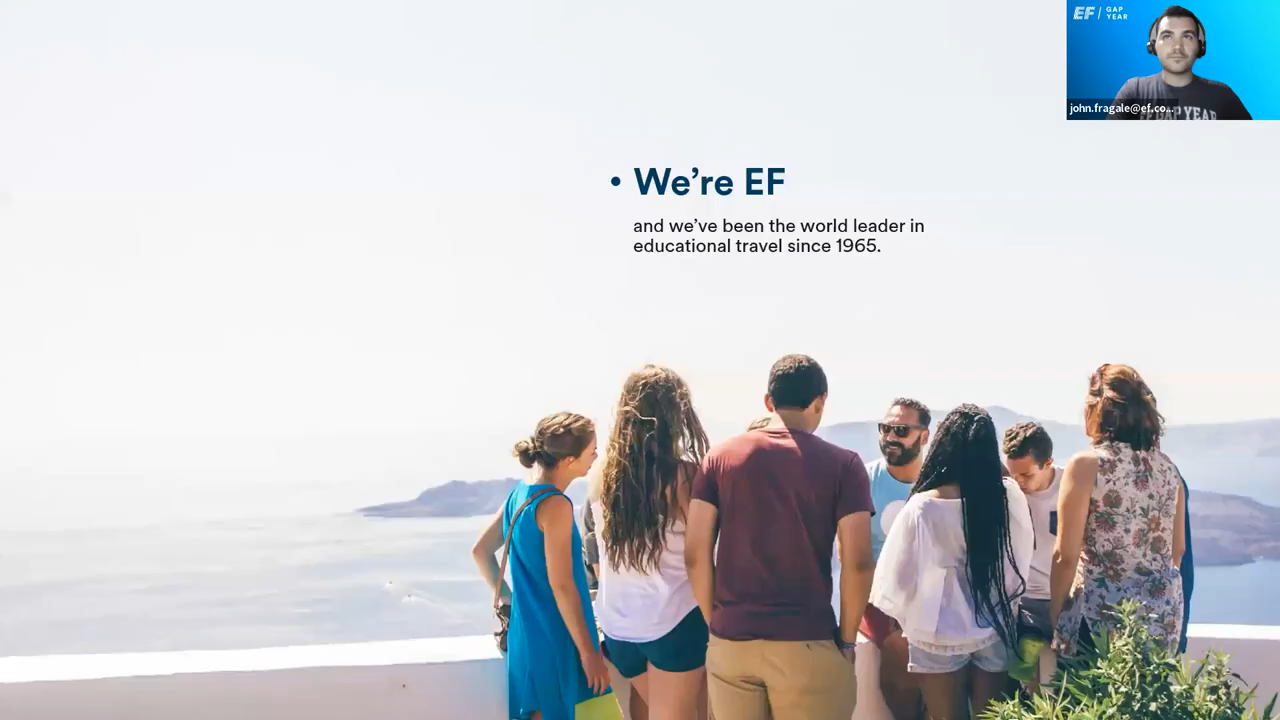 EF / GAP
YEAR
john.fragale@ef.co...
• We're EF
and we've been the world leader in
educational travel since 1965.